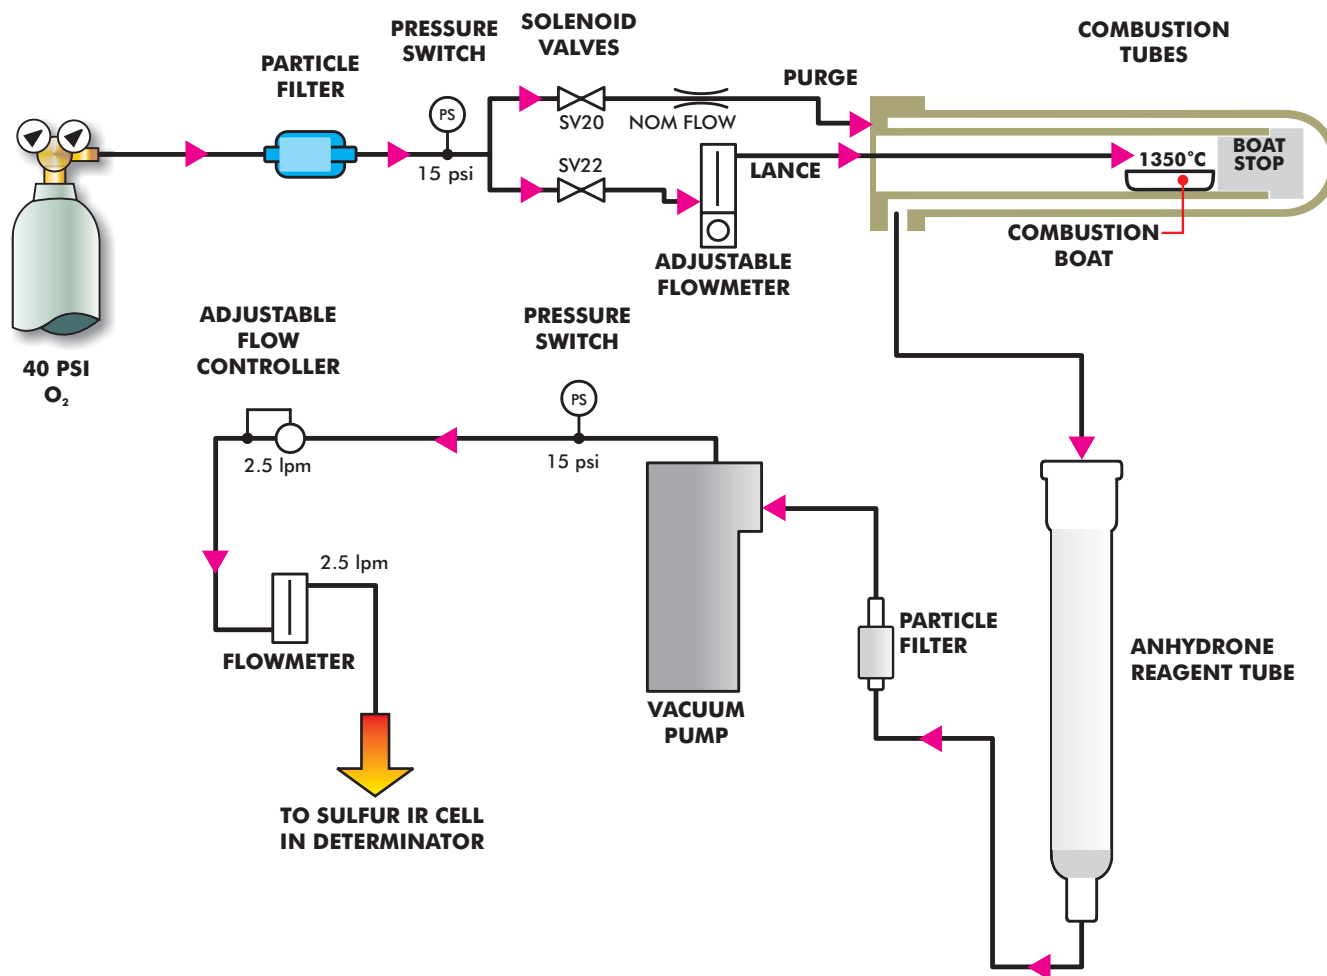 PRESSURE
SWITCH
SOLENOID
VALVES
COMBUSTION
TUBES
PARTICLE
FILTER
PURGE
PS
SV20
NOM FLOW
15 psi
SV22
LANCE
1350°C
BOAT
STOP
COMBUSTION
BOAT
ADJUSTABLE
FLOWMETER
40 PSI
O₂
ADJUSTABLE
FLOW
CONTROLLER
PRESSURE
SWITCH
PS
2.5 lpm
15 psi
2.5 lpm
FLOWMETER
VACUUM
PUMP
PARTICLE
FILTER
ANHYDRONE
REAGENT TUBE
TO SULFUR IR CELL
IN DETERMINATOR